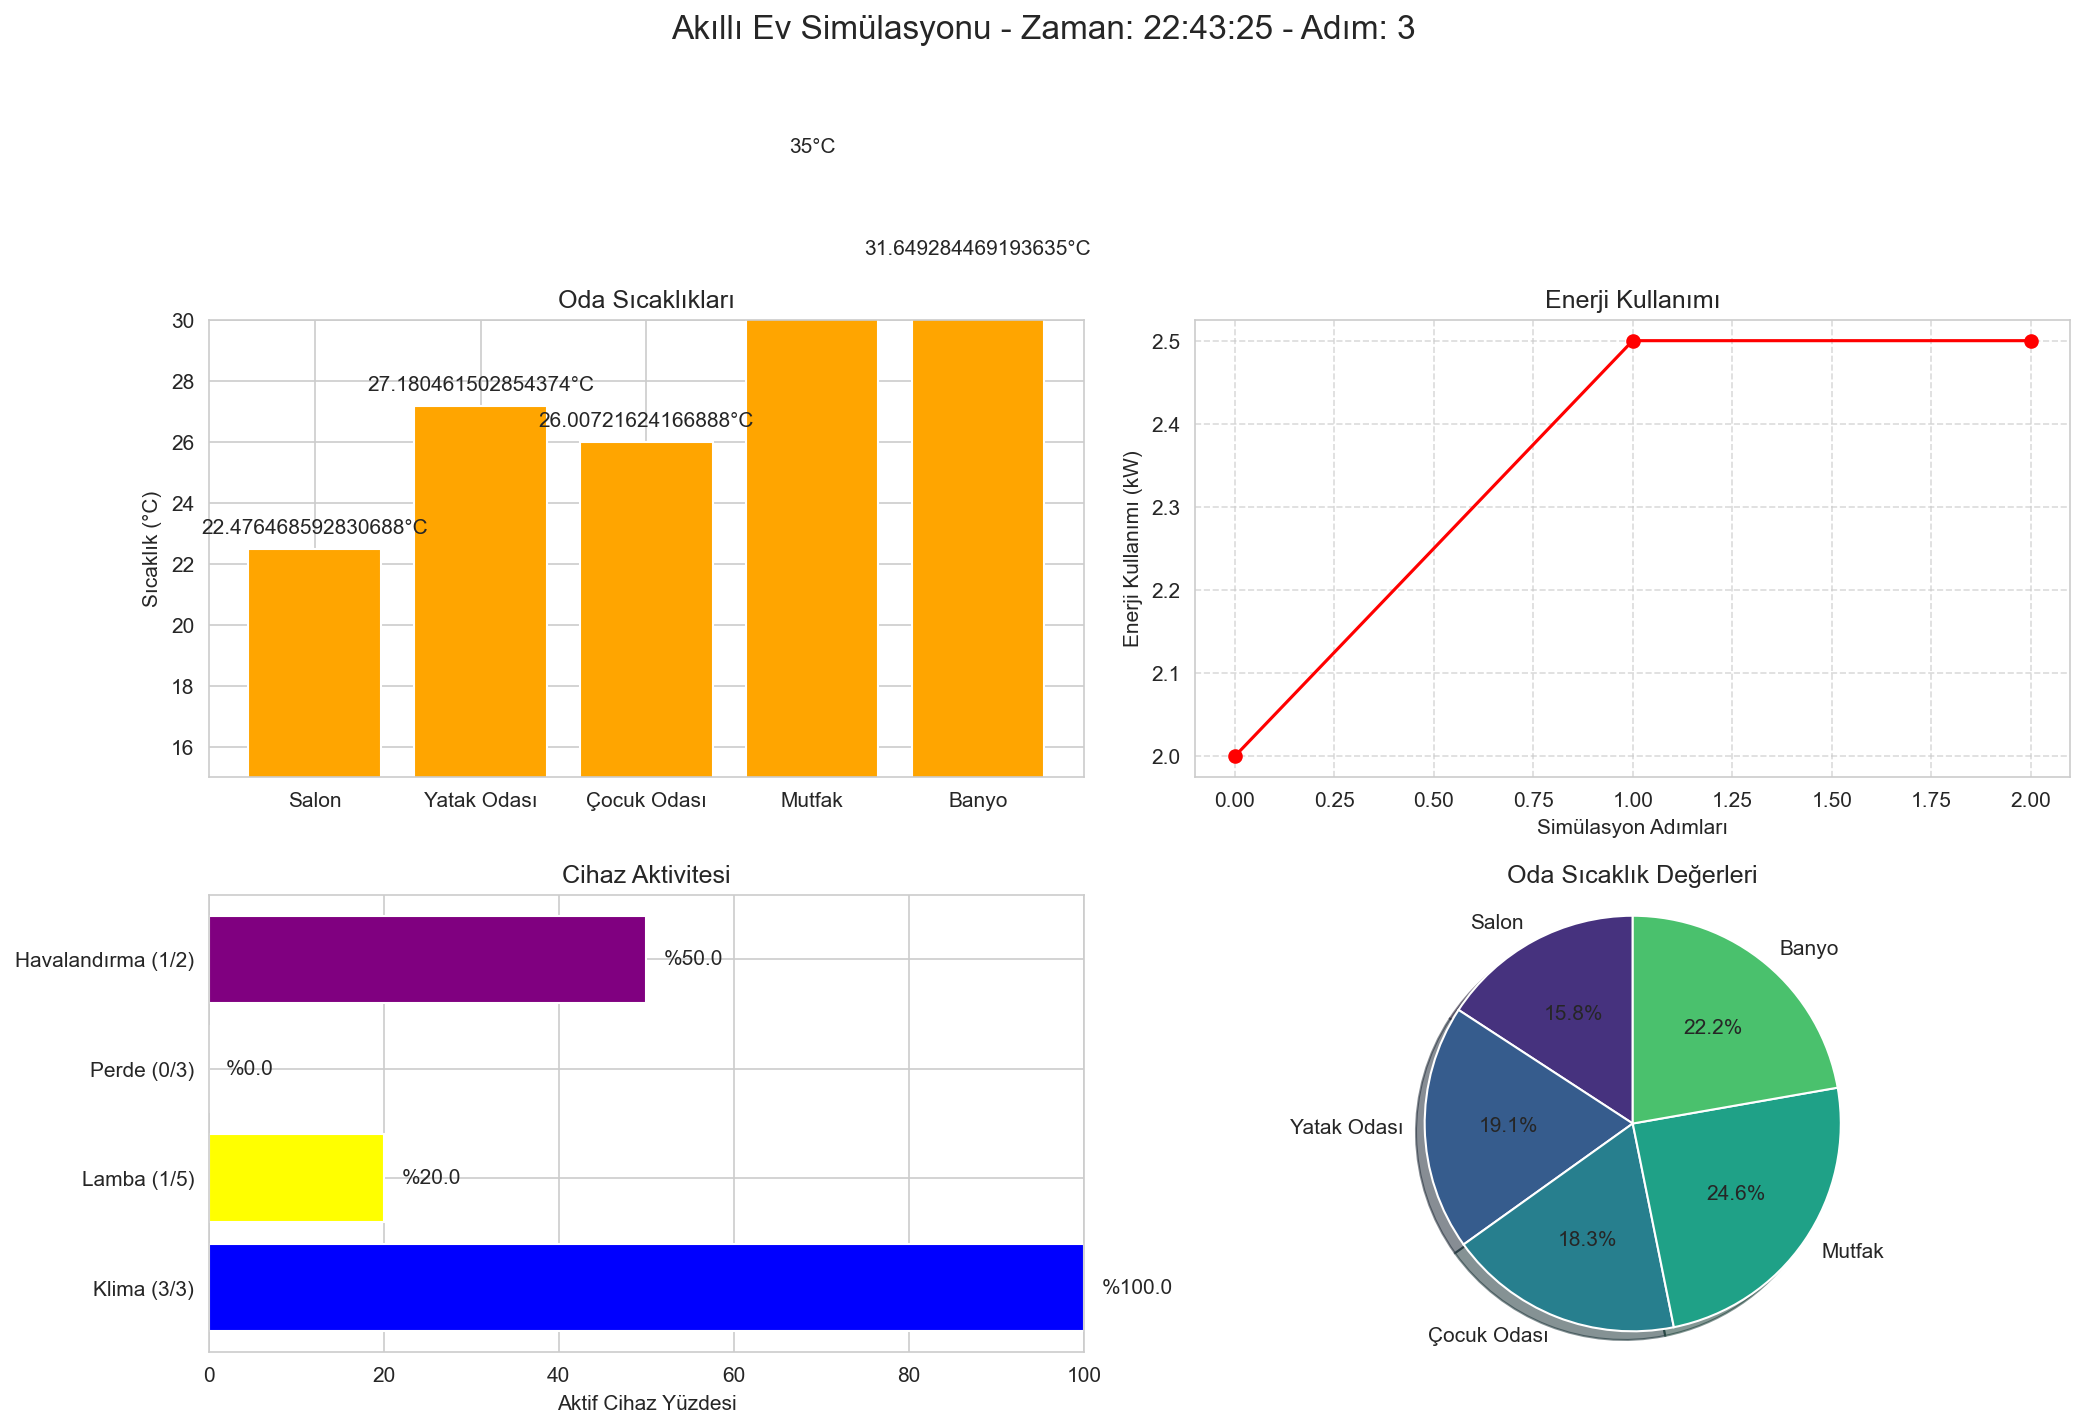 Akıllı Ev Simülasyonu - Zaman: 22:43:25 - Adım: 3
35°C
31.649284469193635°C
Oda Sıcaklıkları
27.180461502854374°C
26.00721624166888°C
22.476468592830688°C
Sıcaklık (°C)
30
28
26
24
22
20
18
16
Salon
Yatak Odası
Çocuk Odası
Mutfak
Banyo
Enerji Kullanımı
Enerji Kullanımı (kW)
2.5
2.4
2.3
2.2
2.1
2.0
0.00
0.25
0.50
0.75
1.00
1.25
1.50
1.75
2.00
Simülasyon Adımları
Cihaz Aktivitesi
Havalandırma (1/2)
%50.0
Perde (0/3)
%0.0
Lamba (1/5)
%20.0
Klima (3/3)
%100.0
0
20
40
60
80
100
Aktif Cihaz Yüzdesi
Oda Sıcaklık Değerleri
Salon
Banyo
15.8%
22.2%
Yatak Odası
19.1%
24.6%
18.3%
Mutfak
Çocuk Odası